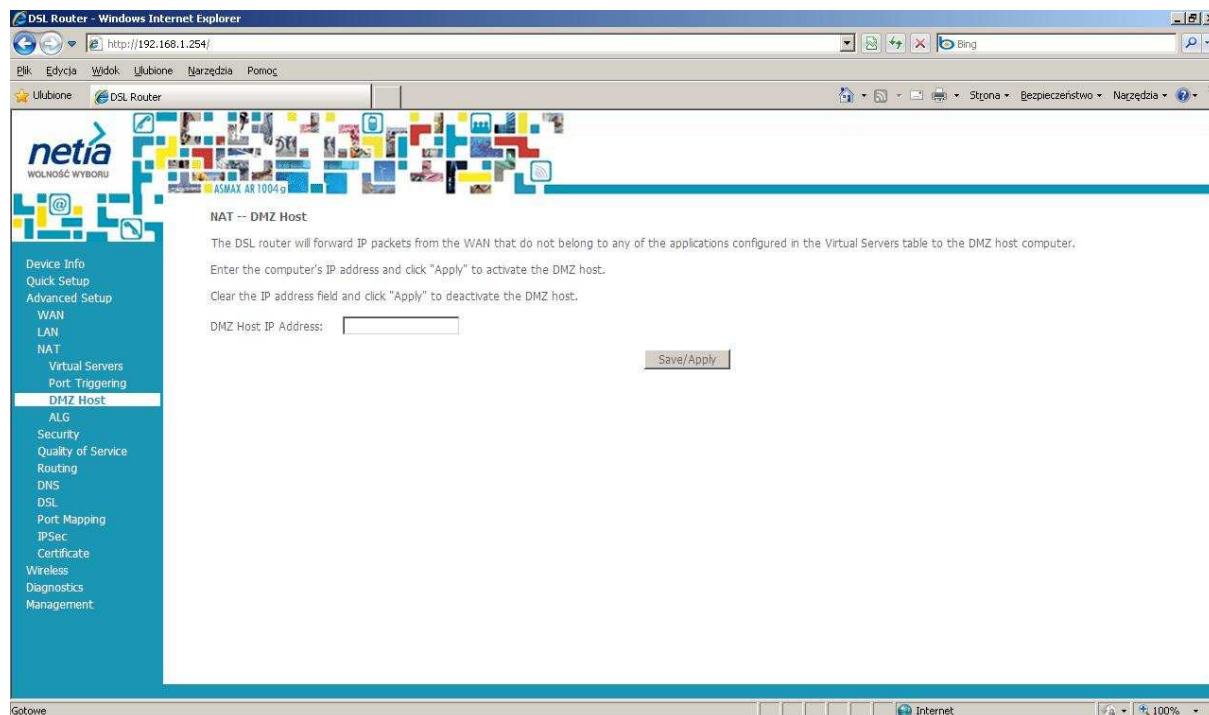 DSL Router - Windows Internet Explorer
http://192.168.1.254/
Bing
Plik Edycja Widok Ulubione Narzędzia Pomoc
Ulubione DSL Router Strona Bezpieczeństwo Narzędzia
netia
WOLNOŚĆ WYBORU
ASMAX AR 1004 g
NAT -- DMZ Host
The DSL router will forward IP packets from the WAN that do not belong to any of the applications configured in the Virtual Servers table to the DMZ host computer.
Enter the computer's IP address and click "Apply" to activate the DMZ host.
Clear the IP address field and click "Apply" to deactivate the DMZ host.
DMZ Host IP Address:
Save/Apply
Device Info
Quick Setup
Advanced Setup
WAN
LAN
NAT
Virtual Servers
Port Triggering
DMZ Host
ALG
Security
Quality of Service
Routing
DNS
DSL
Port Mapping
IPSec
Certificate
Wireless
Diagnostics
Management
Gotowe Internet 100%